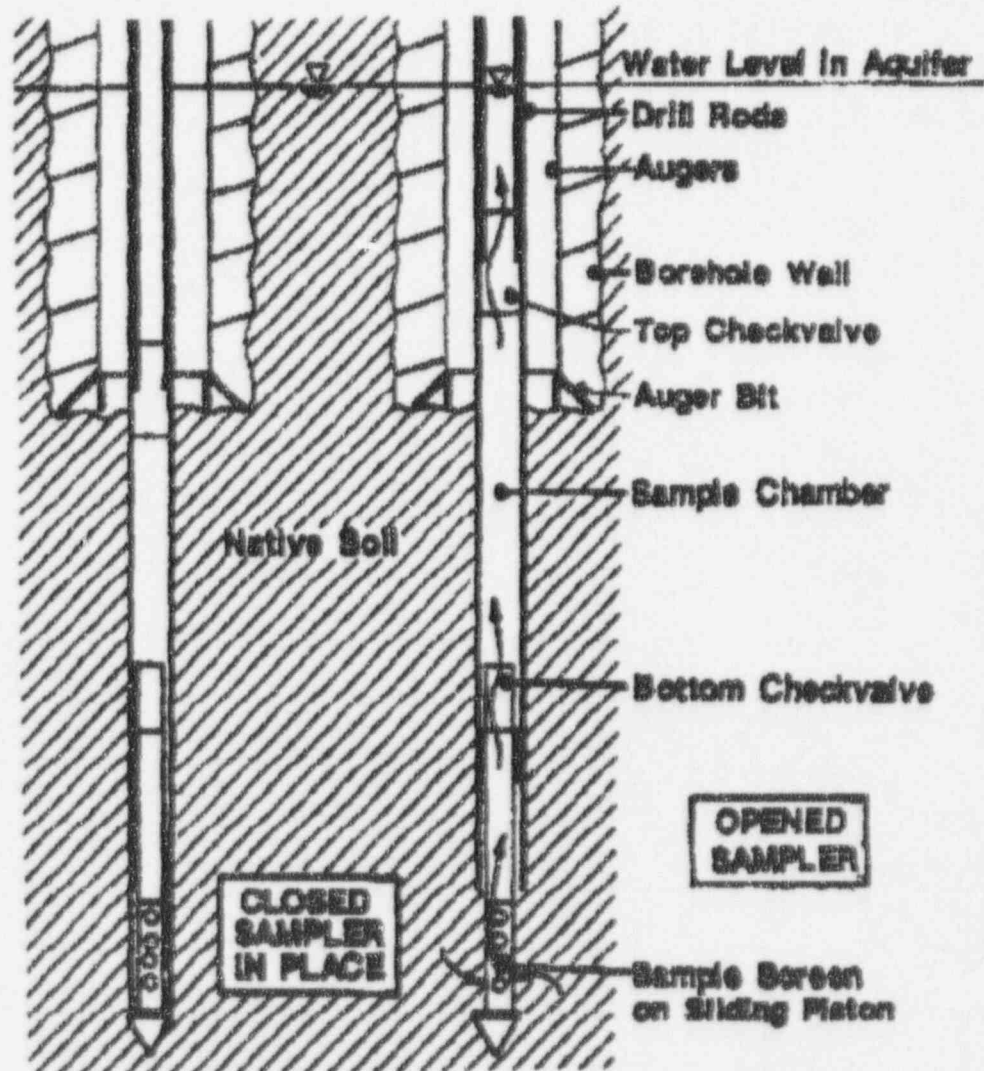 Water Level in Aquifer
Drill Rods
Augers
Borehole Wall
Top Checkvalve
Auger Bit
Sample Chamber
Native Soil
Bottom Checkvalve
OPENED
SAMPLER
CLOSED
SAMPLER
IN PLACE
Sample Screen
on Sliding Piston